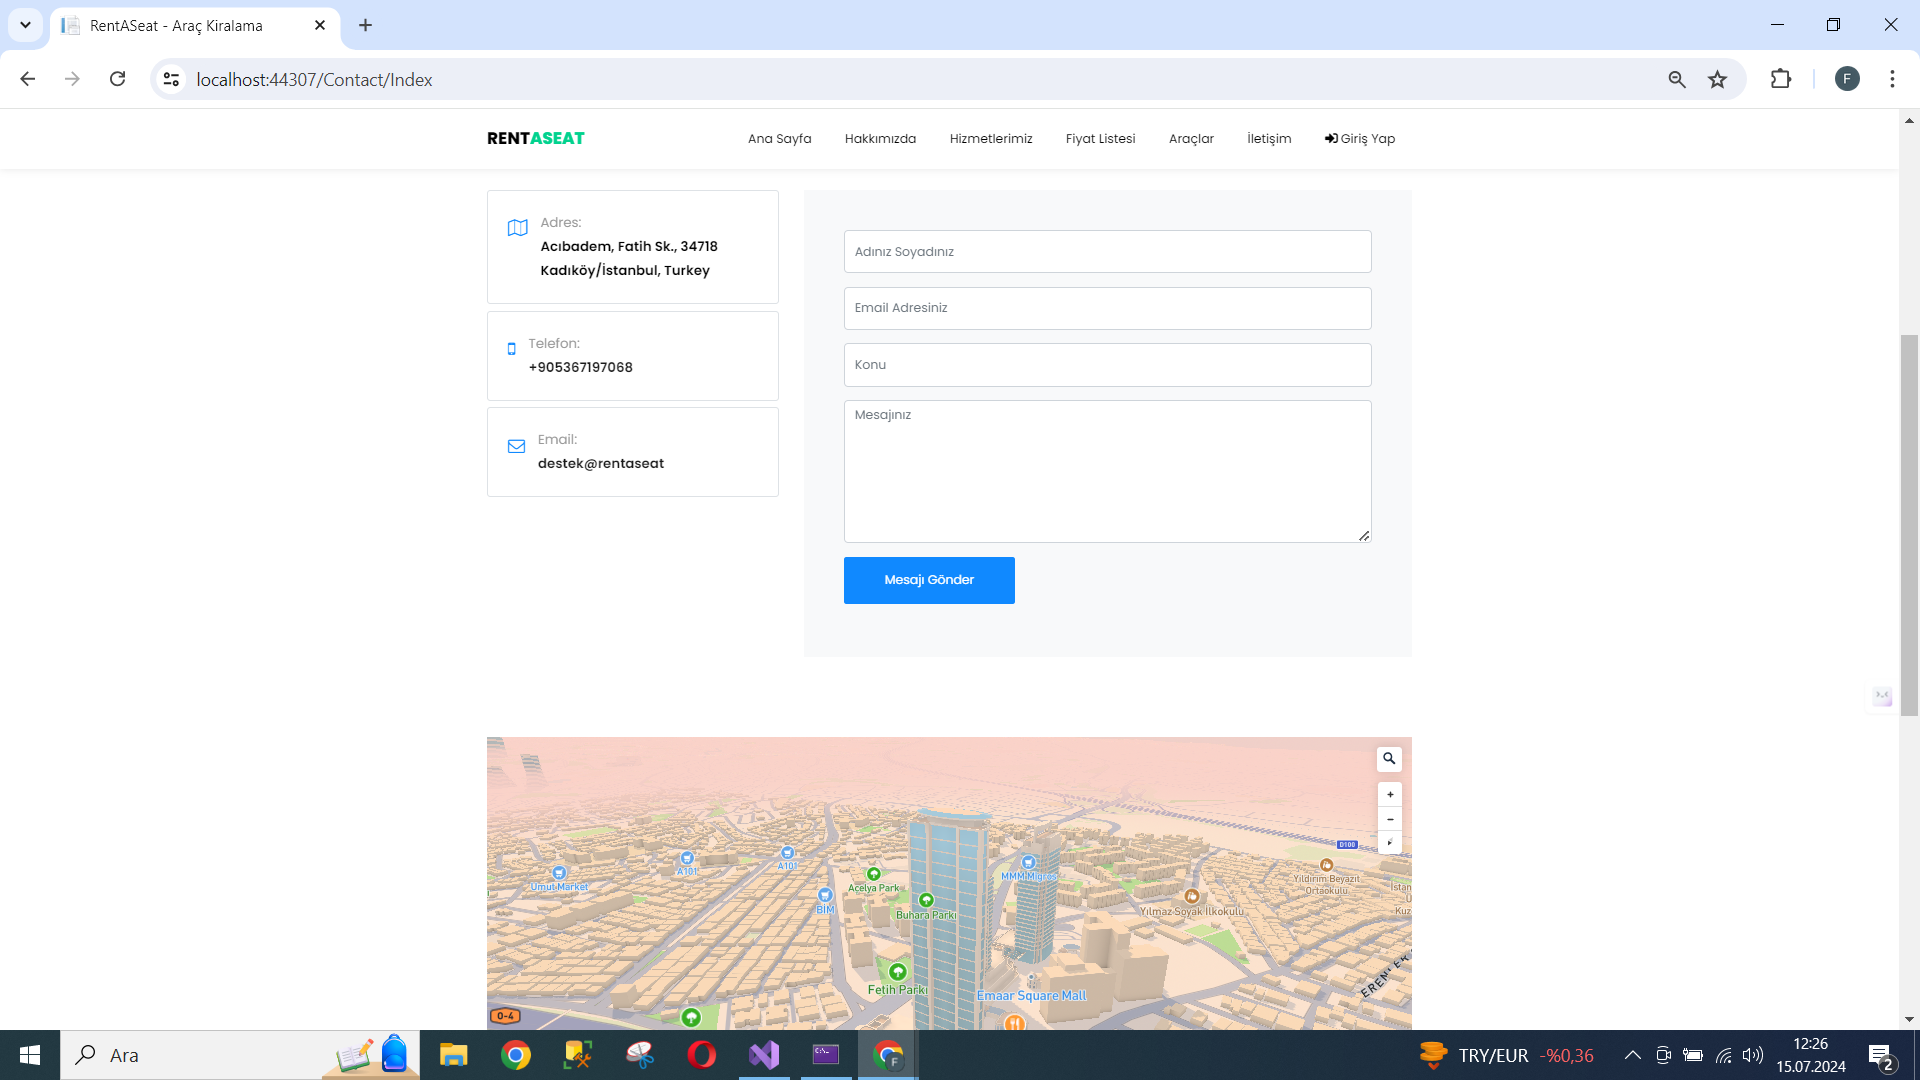 RentASeat - Araç Kiralama
localhost:44307/Contact/Index
F
RENTASEAT
Ana Sayfa
Hakkımızda
Hizmetlerimiz
Fiyat Listesi
Araçlar
İletişim
Giriş Yap
Adres:
Acıbadem, Fatih Sk., 34718
Kadıköy/İstanbul, Turkey
Telefon:
+905367197068
Email:
destek@rentaseat
Adınız Soyadınız
Email Adresiniz
Konu
Mesajınız
Mesajı Gönder
D100
Umut Market
A101
A101
BİM
Acelya Park
Buhara Parkı
MMM Migros
Yıldırım Beyazıt
Ortaokulu
Yılmaz Soyak İlkokulu
Fetih Parkı
Emaar Square Mall
O-4
Ara
F
TRY/EUR -%0,36
12:26
15.07.2024
2